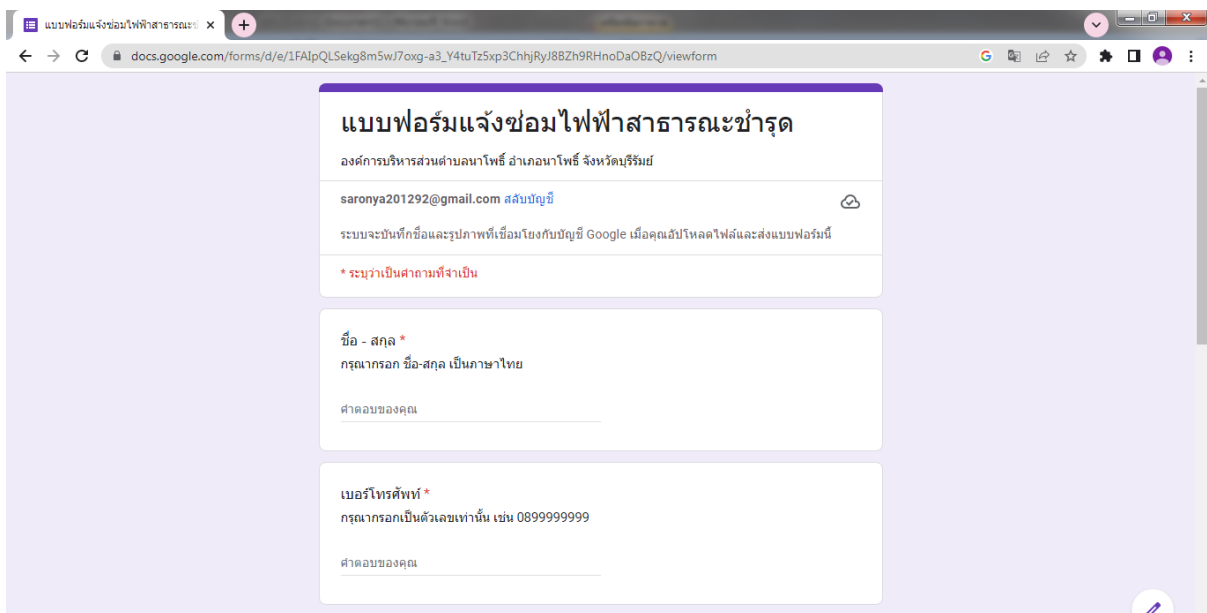 แบบฟอร์มแจ้งซ่อมไฟฟ้าสาธารณะช
docs.google.com/forms/d/e/1FAIpQLSekg8m5wJ7oxg-a3_Y4tuTz5xp3ChhjRyJ8BZh9RHnoDaOBzQ/viewform
แบบฟอร์มแจ้งซ่อมไฟฟ้าสาธารณะชำรุด
องค์การบริหารส่วนตำบลนาโพธิ์ อำเภอนาโพธิ์ จังหวัดบุรีรัมย์
saronya201292@gmail.com สลับบัญชี
ระบบจะบันทึกชื่อและรูปภาพที่เชื่อมโยงกับบัญชี Google เมื่อคุณอัปโหลดไฟล์และส่งแบบฟอร์มนี้
* ระบุว่าเป็นคำถามที่จำเป็น
ชื่อ - สกุล *
กรุณากรอก ชื่อ-สกุล เป็นภาษาไทย
คำตอบของคุณ
เบอร์โทรศัพท์ *
กรุณากรอกเป็นตัวเลขเท่านั้น เช่น 0899999999
คำตอบของคุณ